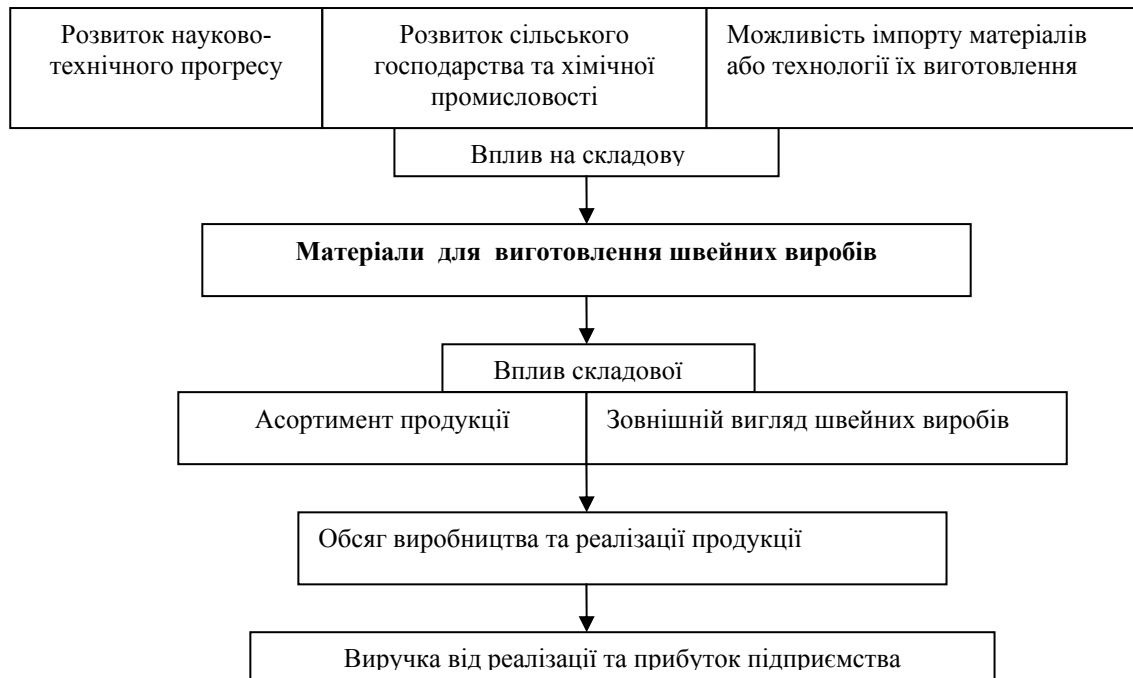 Розвиток науково-
технічного прогресу
Розвиток сільського
господарства та хімічної
промисловості
Можливість імпорту матеріалів
або технології їх виготовлення
Вплив на складову
Матеріали для виготовлення швейних виробів
Вплив складової
Асортимент продукції
Зовнішній вигляд швейних виробів
Обсяг виробництва та реалізації продукції
Виручка від реалізації та прибуток підприємства